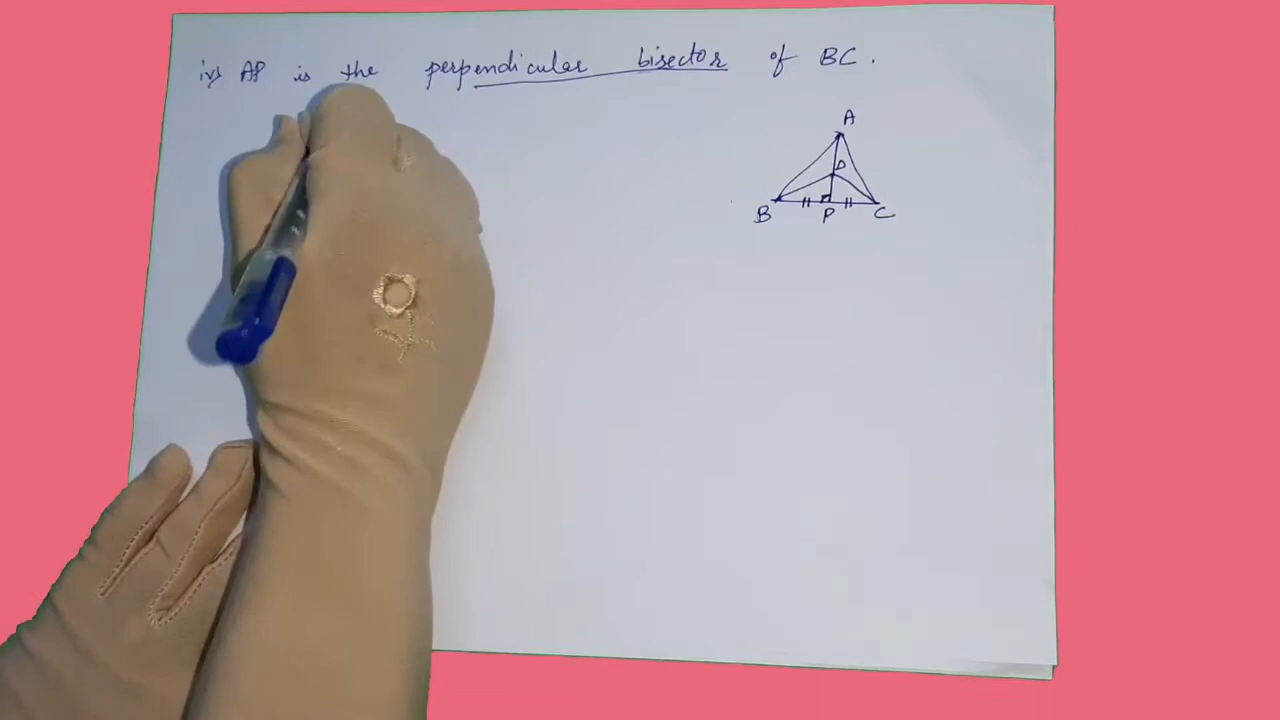 iv) AP is the perpendicular bisector of BC.
A
D
B P C